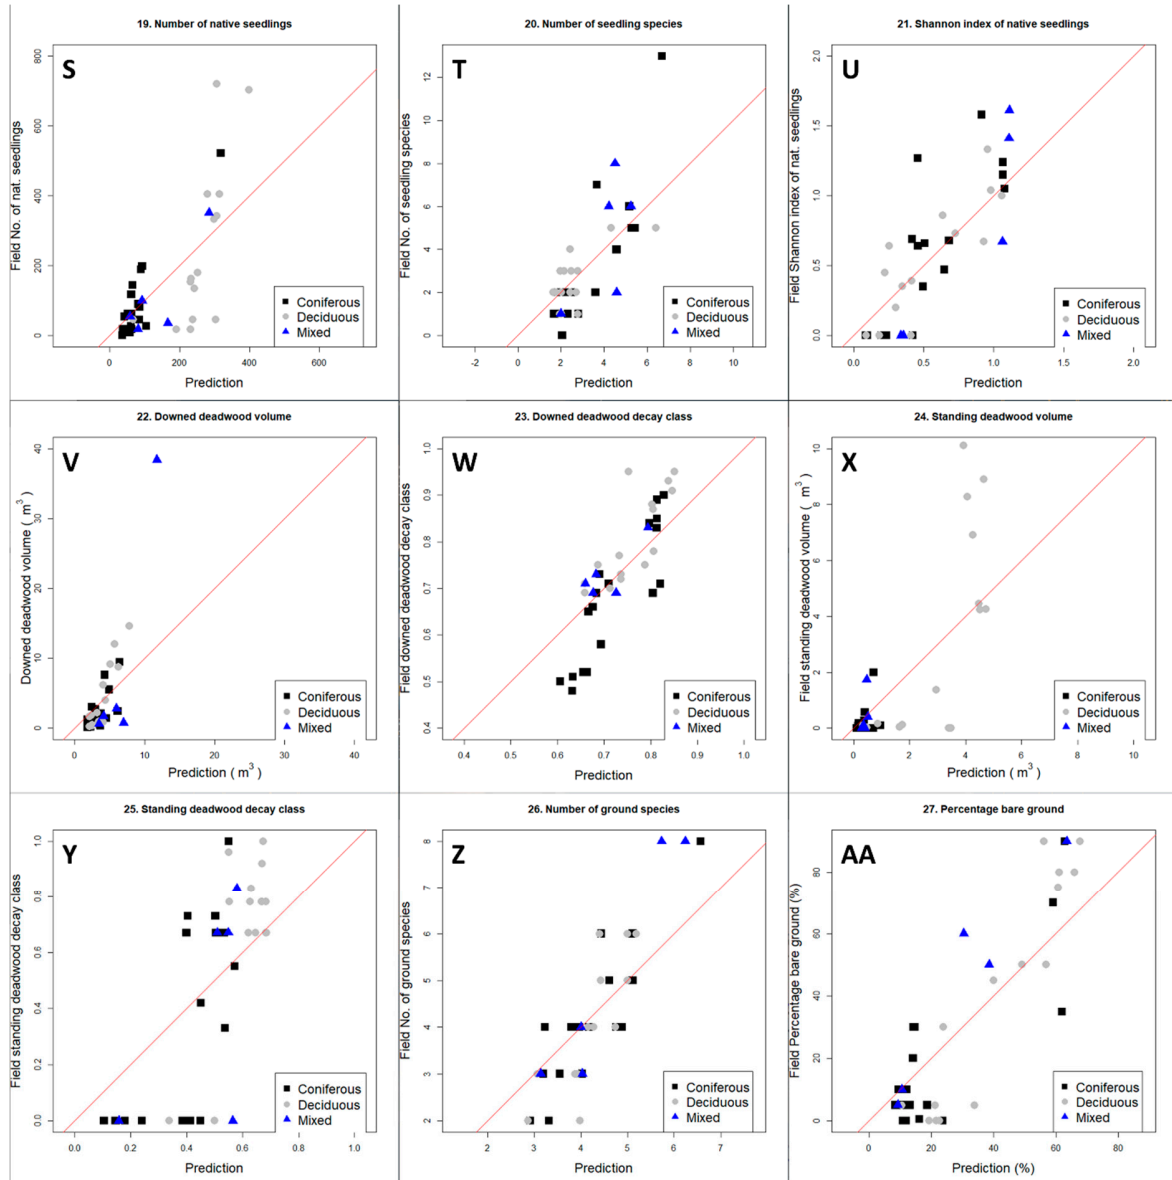 19. Number of native seedlings
S
Field No. of nat. seedlings
800
600
400
200
0
Coniferous
Deciduous
Mixed
0 200 400 600
Prediction
20. Number of seedling species
T
Field No. of seedling species
12
10
8
6
4
2
0
Coniferous
Deciduous
Mixed
-2 0 2 4 6 8 10
Prediction
21. Shannon index of native seedlings
U
Field Shannon index of nat. seedlings
2.0
1.5
1.0
0.5
0.0
Coniferous
Deciduous
Mixed
0.0 0.5 1.0 1.5 2.0
Prediction
22. Downed deadwood volume
V
Downed deadwood volume ( m³ )
40
30
20
10
0
Coniferous
Deciduous
Mixed
0 10 20 30 40
Prediction ( m³ )
23. Downed deadwood decay class
W
Field downed deadwood decay class
1.0
0.9
0.8
0.7
0.6
0.5
0.4
Coniferous
Deciduous
Mixed
0.4 0.5 0.6 0.7 0.8 0.9 1.0
Prediction
24. Standing deadwood volume
X
Field standing deadwood volume ( m³ )
10
8
6
4
2
0
Coniferous
Deciduous
Mixed
0 2 4 6 8 10
Prediction ( m³ )
25. Standing deadwood decay class
Y
Field standing deadwood decay class
1.0
0.8
0.6
0.4
0.2
0.0
Coniferous
Deciduous
Mixed
0.0 0.2 0.4 0.6 0.8 1.0
Prediction
26. Number of ground species
Z
Field No. of ground species
8
7
6
5
4
3
2
Coniferous
Deciduous
Mixed
2 3 4 5 6 7
Prediction
27. Percentage bare ground
AA
Field Percentage bare ground (%)
80
60
40
20
0
Coniferous
Deciduous
Mixed
0 20 40 60 80
Prediction (%)